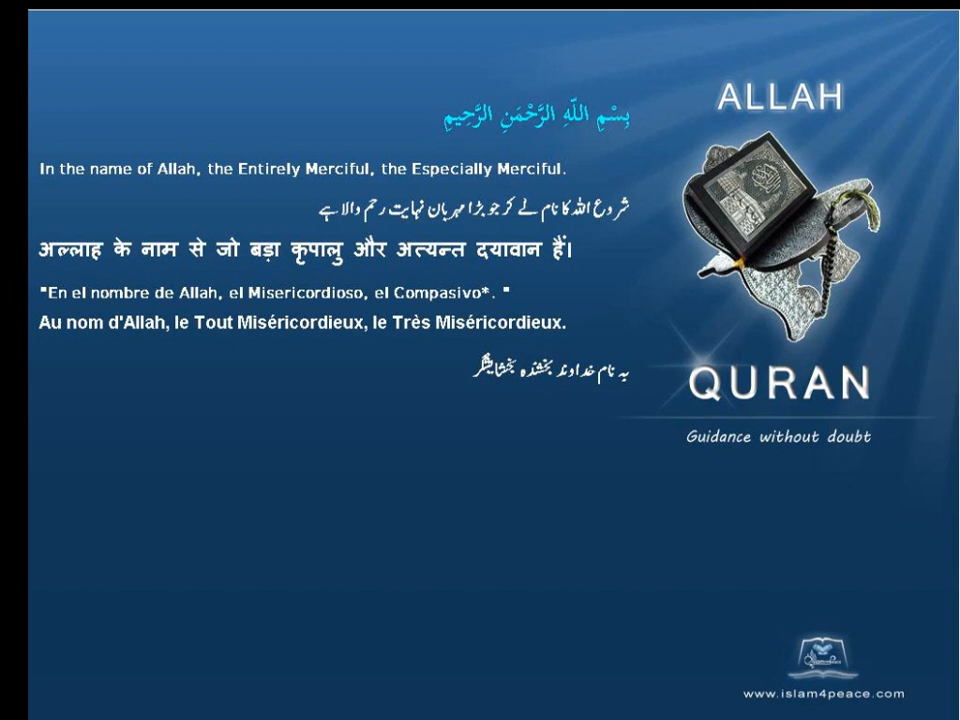 بِسْمِ اللّهِ الرَّحْمَنِ الرَّحِيمِ
In the name of Allah, the Entirely Merciful, the Especially Merciful.
شروع الله کا نام لے کر جو بڑا مہربان نہایت رحم والا ہے
अल्लाह के नाम से जो बड़ा कृपालु और अत्यन्त दयावान हैं।
"En el nombre de Allah, el Misericordioso, el Compasivo*. "
Au nom d'Allah, le Tout Miséricordieux, le Très Miséricordieux.
به نام خداوند بخشنده بخشایشگر
ALLAH
QURAN
Guidance without doubt
www.islam4peace.com